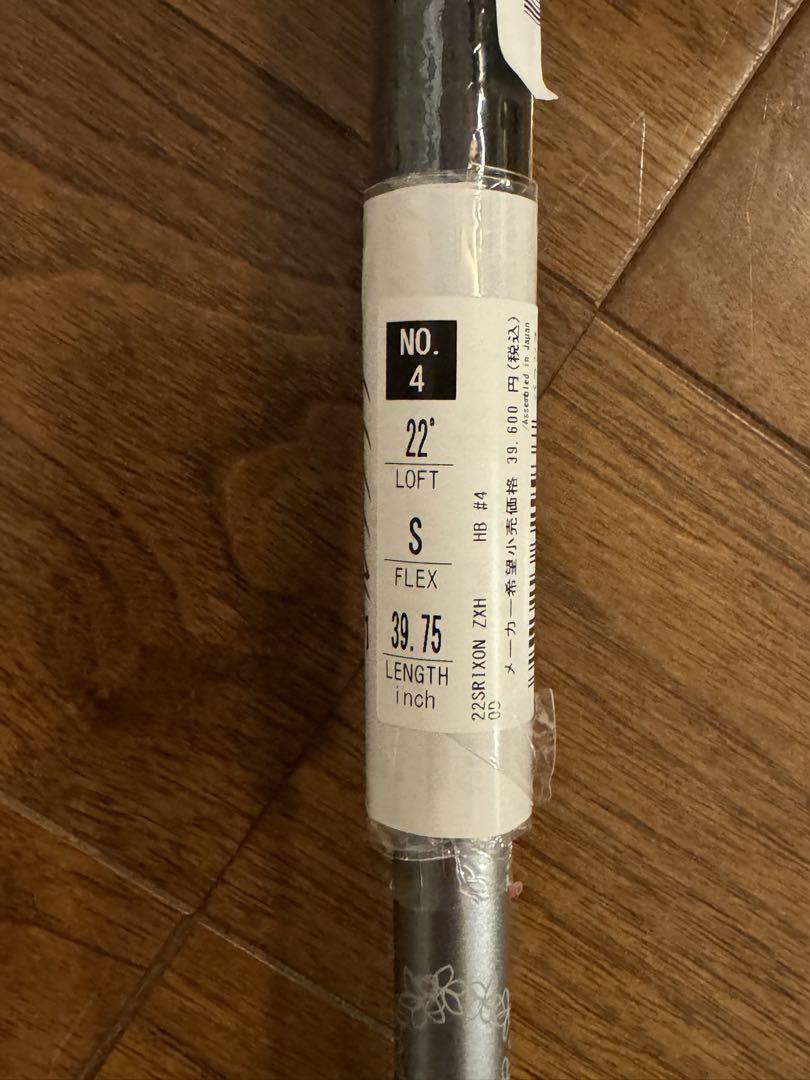 NO.
4
22°
LOFT
S
FLEX
39.75
LENGTH
inch
22SRIXON ZXH HB #4
メーカー希望小売価格 39,600 円(税込)
/Assembled in Japan